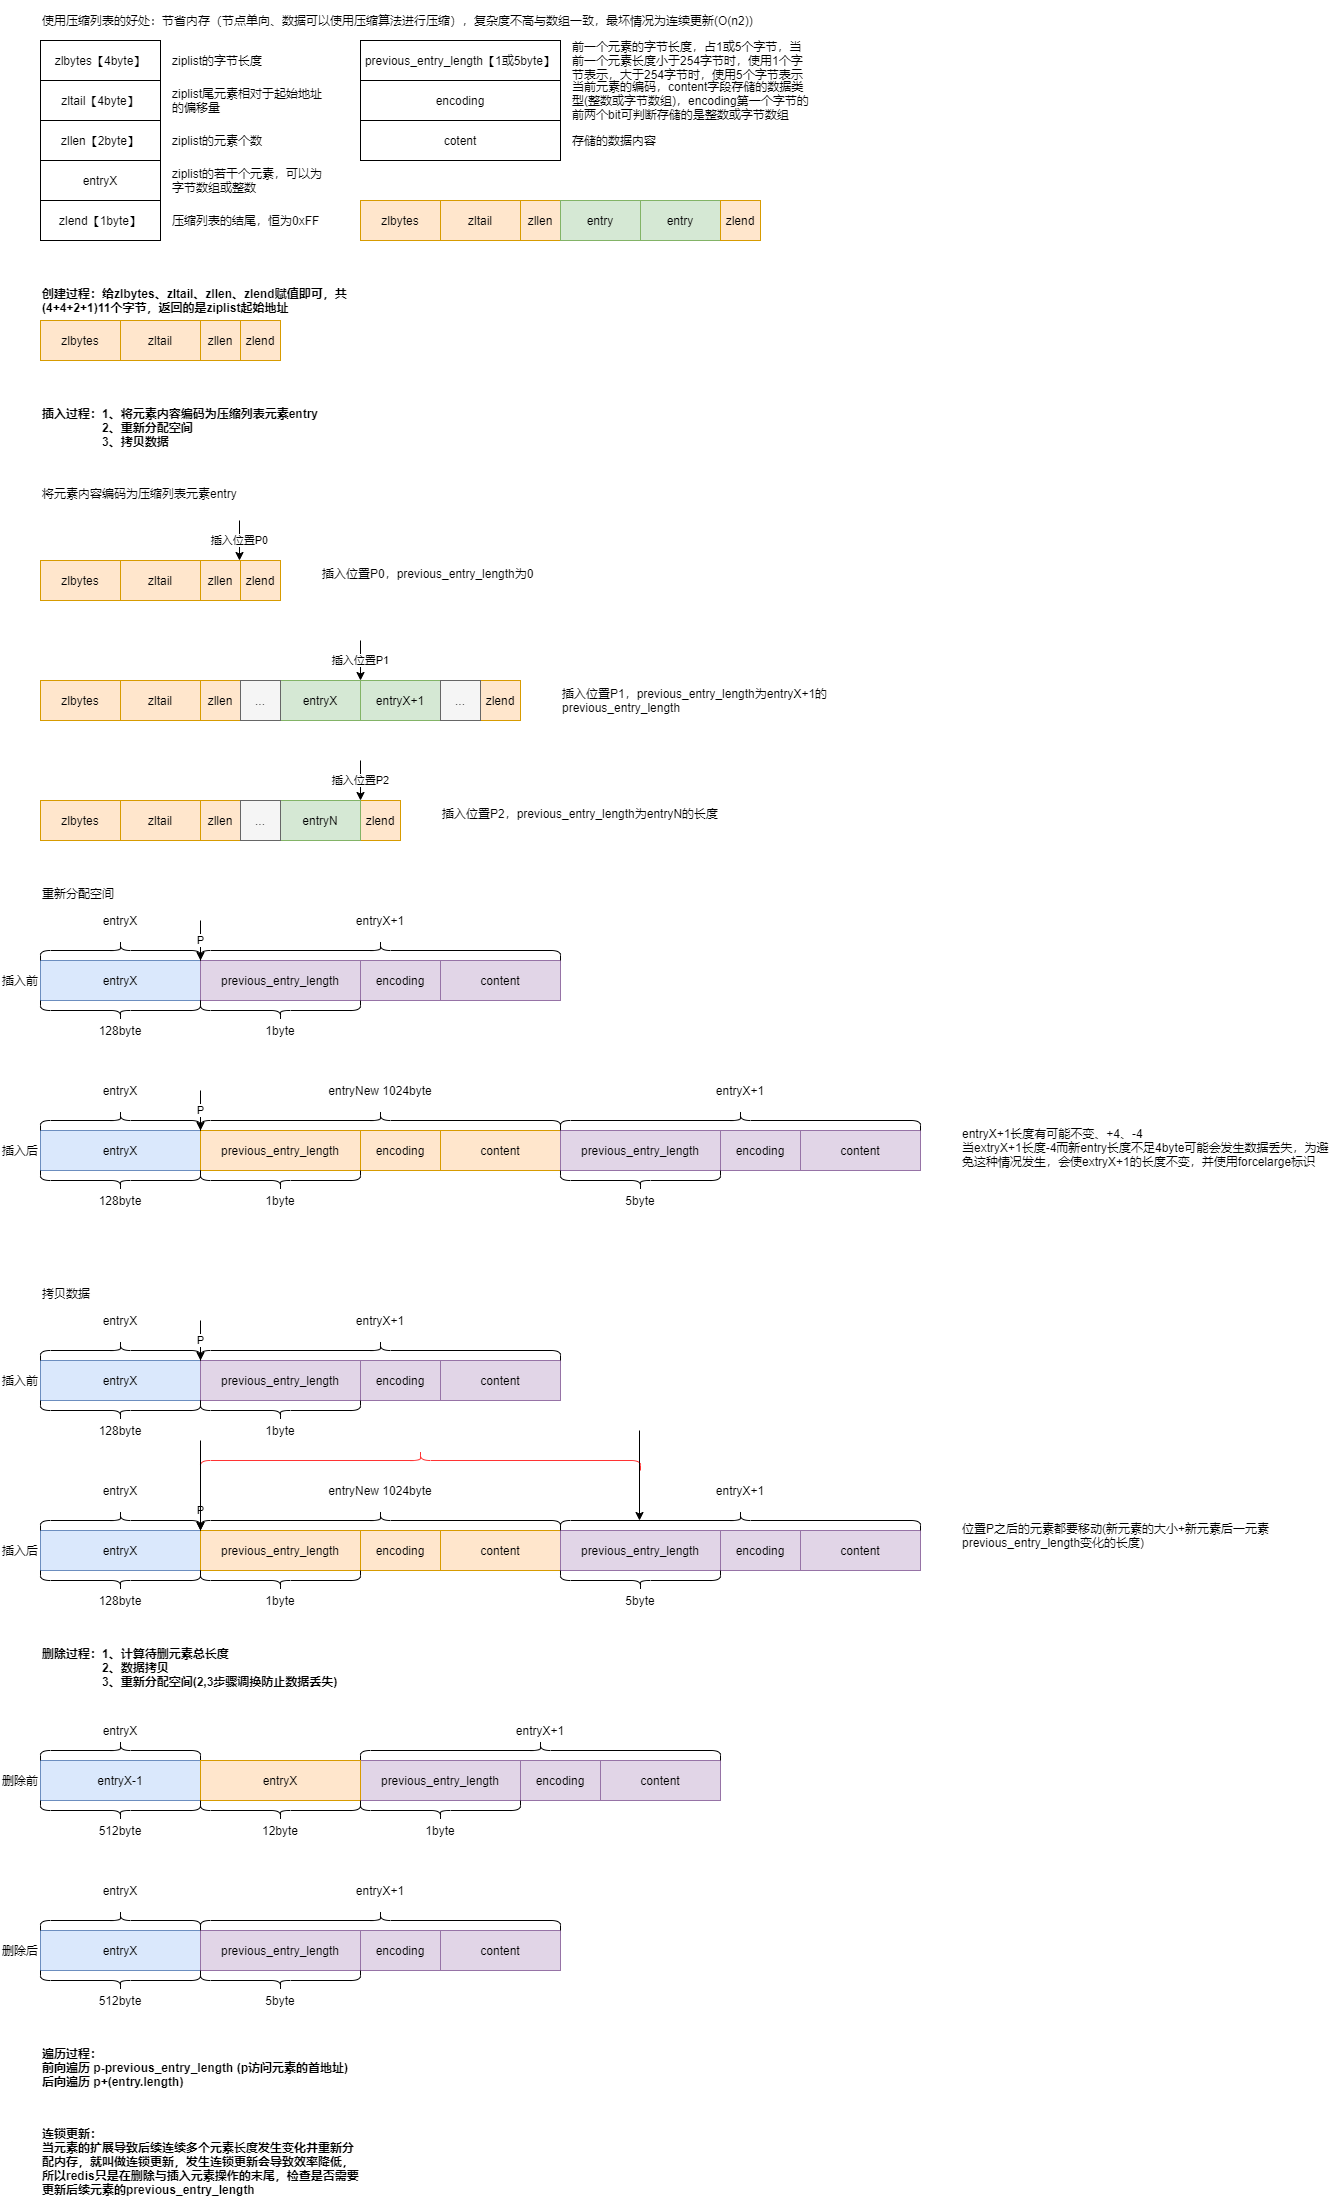 使用压缩列表的好处：节省内存（节点单向、数据可以使用压缩算法进行压缩），复杂度不高与数组一致，最坏情况为连续更新(O(n2))
zlbytes【4byte】
ziplist的字节长度
zltail【4byte】
ziplist尾元素相对于起始地址
的偏移量
zllen【2byte】
ziplist的元素个数
entryX
ziplist的若干个元素，可以为
字节数组或整数
zlend【1byte】
压缩列表的结尾，恒为0xFF
previous_entry_length【1或5byte】
前一个元素的字节长度，占1或5个字节，当
前一个元素长度小于254字节时，使用1个字
节表示，大于254字节时，使用5个字节表示
encoding
当前元素的编码，content字段存储的数据类
型(整数或字节数组)，encoding第一个字节的
前两个bit可判断存储的是整数或字节数组
cotent
存储的数据内容
zlbytes
zltail
zllen
entry
entry
zlend
创建过程：给zlbytes、zltail、zllen、zlend赋值即可，共
(4+4+2+1)11个字节，返回的是ziplist起始地址
zlbytes
zltail
zllen
zlend
插入过程：1、将元素内容编码为压缩列表元素entry
2、重新分配空间
3、拷贝数据
将元素内容编码为压缩列表元素entry
插入位置P0
zlbytes
zltail
zllen
zlend
插入位置P0，previous_entry_length为0
插入位置P1
zlbytes
zltail
zllen
...
entryX
entryX+1
...
zlend
插入位置P1，previous_entry_length为entryX+1的
previous_entry_length
插入位置P2
zlbytes
zltail
zllen
...
entryN
zlend
插入位置P2，previous_entry_length为entryN的长度
重新分配空间
entryX
P
entryX+1
插入前
entryX
previous_entry_length
encoding
content
128byte
1byte
entryX
P
entryNew 1024byte
entryX+1
插入后
entryX
previous_entry_length
encoding
content
previous_entry_length
encoding
content
128byte
1byte
5byte
entryX+1长度有可能不变、+4、-4
当extryX+1长度-4而新entry长度不足4byte可能会发生数据丢失，为避
免这种情况发生，会使extryX+1的长度不变，并使用forcelarge标识
拷贝数据
entryX
P
entryX+1
插入前
entryX
previous_entry_length
encoding
content
128byte
1byte
entryX
P
entryNew 1024byte
entryX+1
插入后
entryX
previous_entry_length
encoding
content
previous_entry_length
encoding
content
128byte
1byte
5byte
位置P之后的元素都要移动(新元素的大小+新元素后一元素
previous_entry_length变化的长度)
删除过程：1、计算待删元素总长度
2、数据拷贝
3、重新分配空间(2,3步骤调换防止数据丢失)
entryX
entryX+1
删除前
entryX-1
entryX
previous_entry_length
encoding
content
512byte
12byte
1byte
entryX
entryX+1
删除后
entryX
previous_entry_length
encoding
content
512byte
5byte
遍历过程：
前向遍历 p-previous_entry_length (p访问元素的首地址)
后向遍历 p+(entry.length)
连锁更新：
当元素的扩展导致后续连续多个元素长度发生变化并重新分
配内存，就叫做连锁更新，发生连锁更新会导致效率降低，
所以redis只是在删除与插入元素操作的末尾，检查是否需要
更新后续元素的previous_entry_length